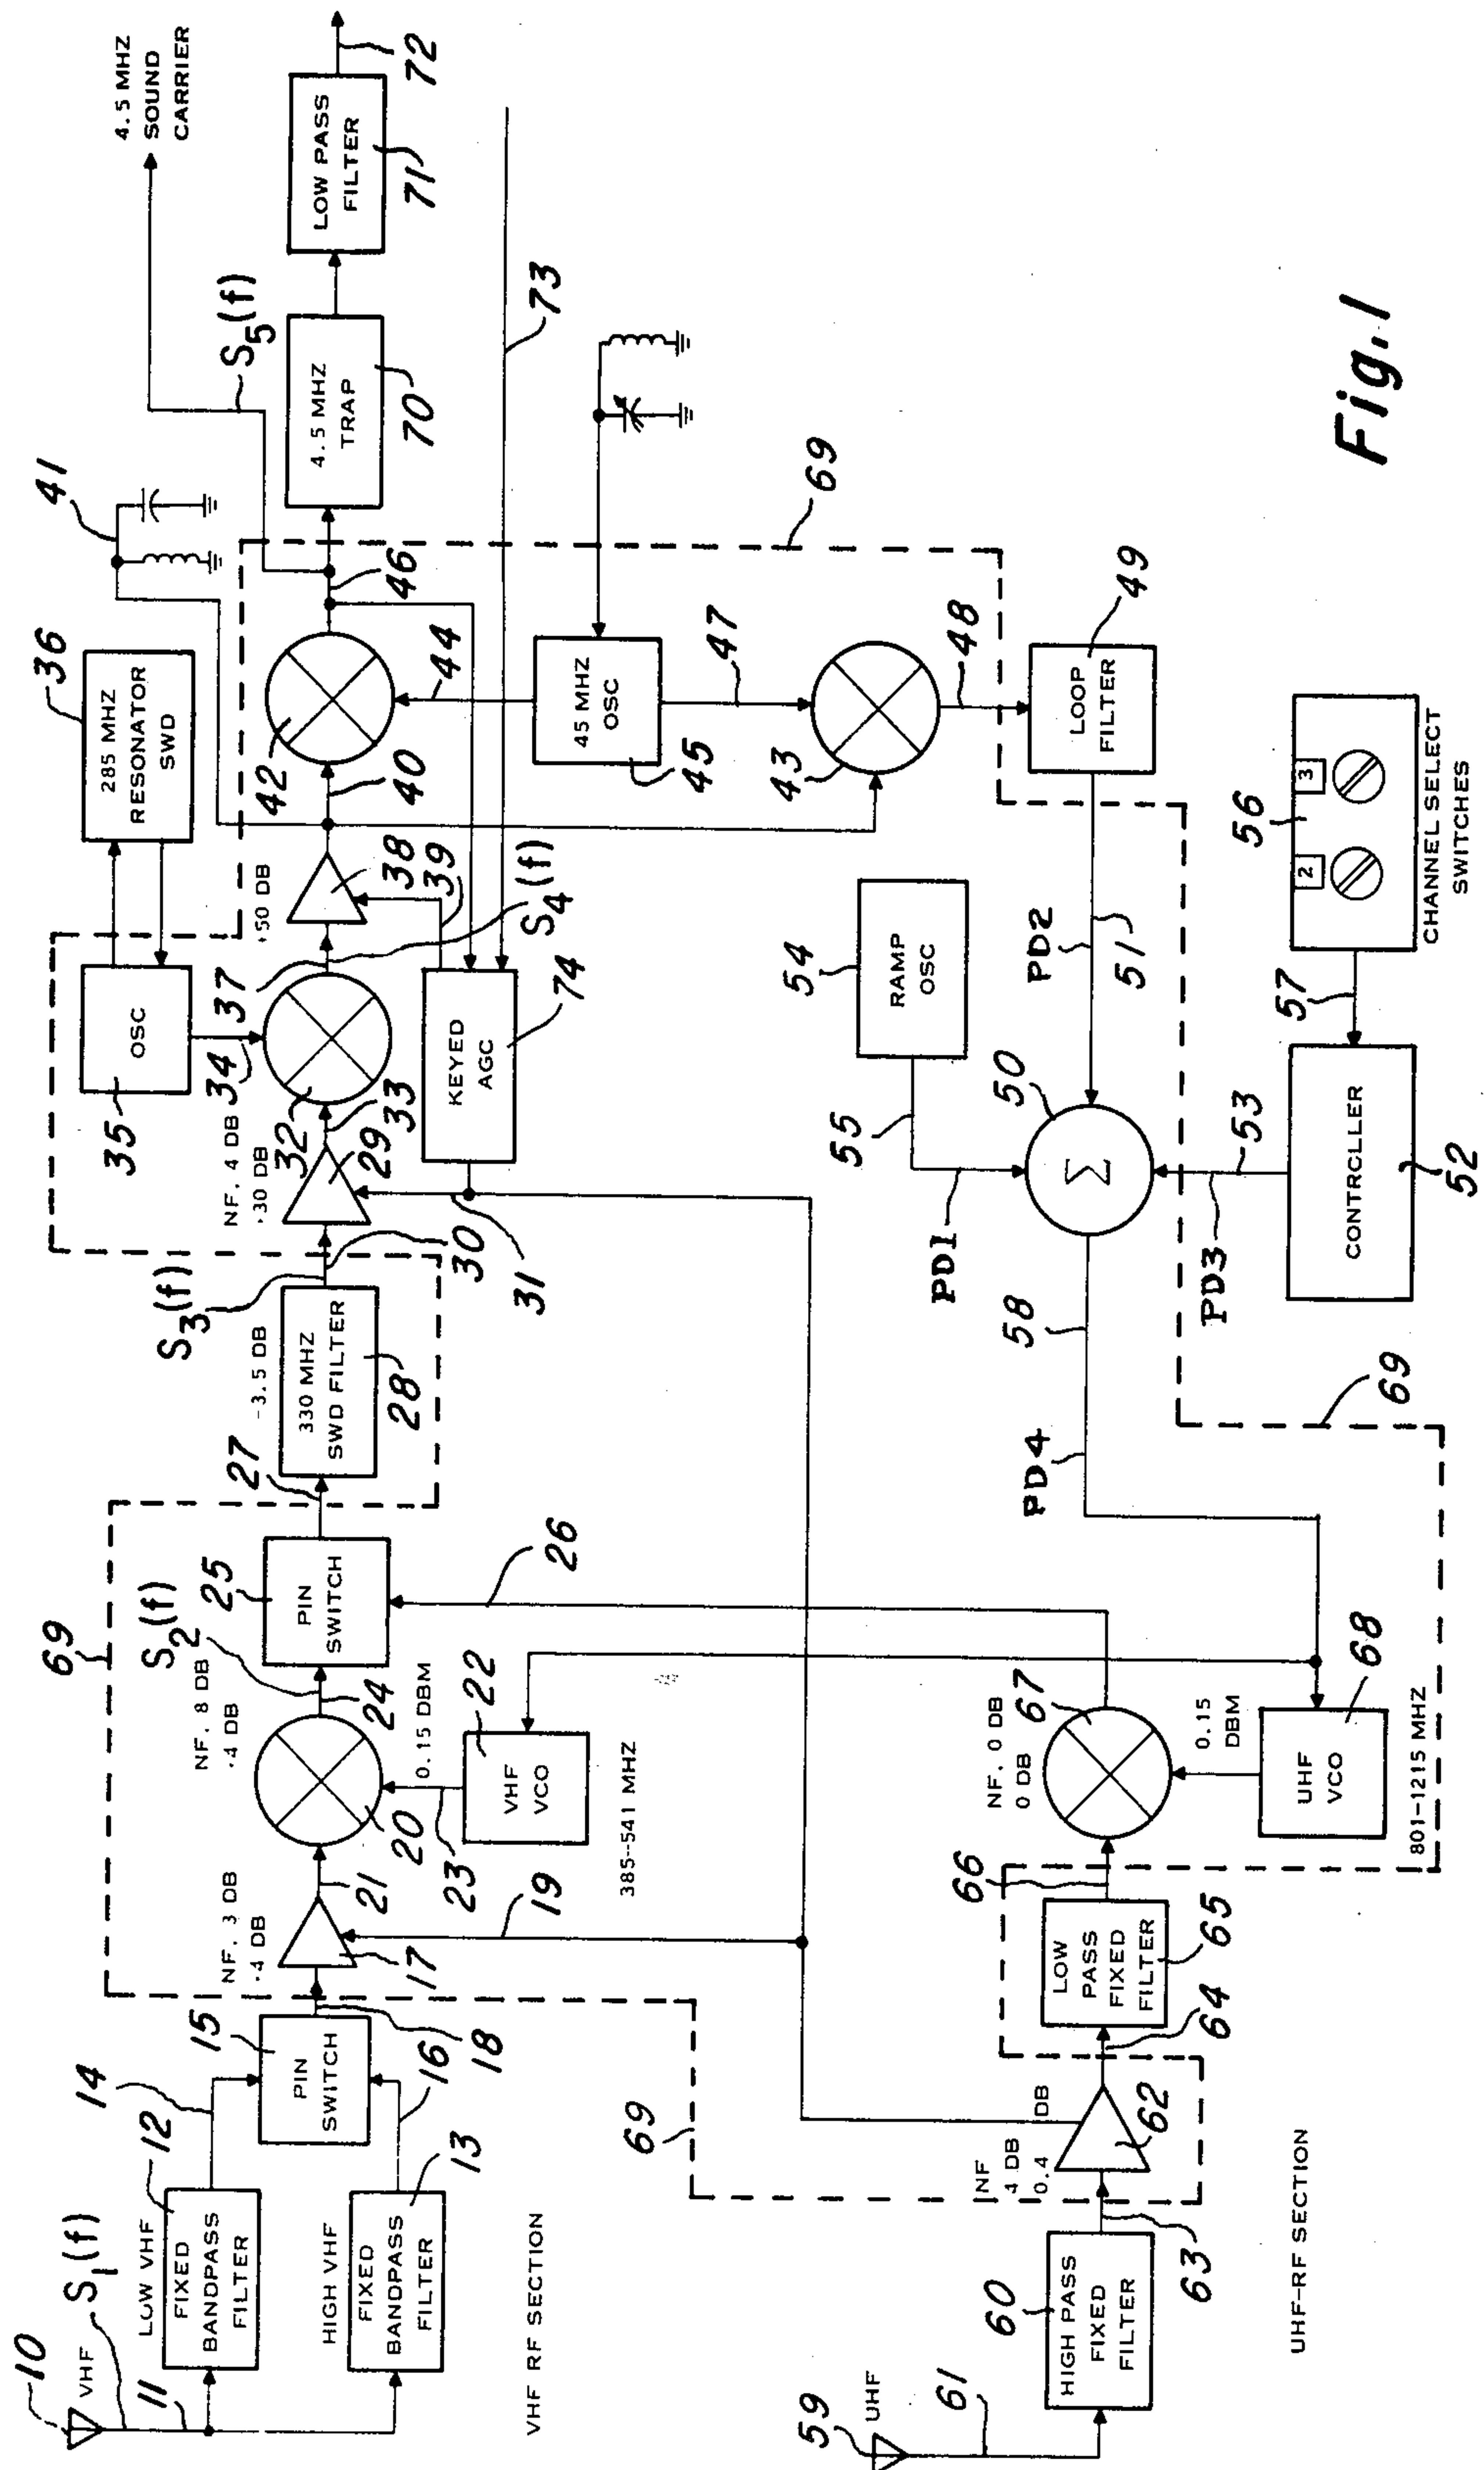 10
VHF
S1(f)
11
LOW VHF
12
FIXED
BANDPASS
FILTER
14
HIGH VHF
13
FIXED
BANDPASS
FILTER
16
15
PIN
SWITCH
18
VHF RF SECTION
NF. 3 DB
.4 DB
17
19
21
69
NF. 8 DB
.4 DB
20
23
0.15 DBM
VHF
VCO
22
385--541 MHZ
S2(f)
24
25
PIN
SWITCH
26
27
-3.5 DB
330 MHZ
SWD FILTER
28
S3(f)
30
31
NF. 4 DB
.30 DB
29
33
32
34
35
OSC
36
285 MHZ
RESONATOR
SWD
37
S4(f)
+50 DB
38
39
KEYED
AGC
74
40
41
42
44
45 MHZ
OSC
45
46
47
43
48
69
S5(f)
4.5 MHZ
SOUND
CARRIER
4.5 MHZ
TRAP
70
LOW PASS
FILTER
71
72
73
LOOP
FILTER
49
PD2
51
54
RAMP
OSC
55
PD1
50
Σ
58
PD4
PD3
53
CONTRCLLER
52
57
56
2
3
CHANNEL SELECT
SWITCHES
59
UHF
61
60
HIGH PASS
FIXED
FILTER
63
UHF-RF SECTION
69
NF
4 DB
0.4 DB
62
64
LOW
PASS
FIXED
FILTER
65
66
NF. 0 DB
0 DB
67
0.15
DBM
UHF
VCO
68
801-1215 MHZ
69
Fig. 1